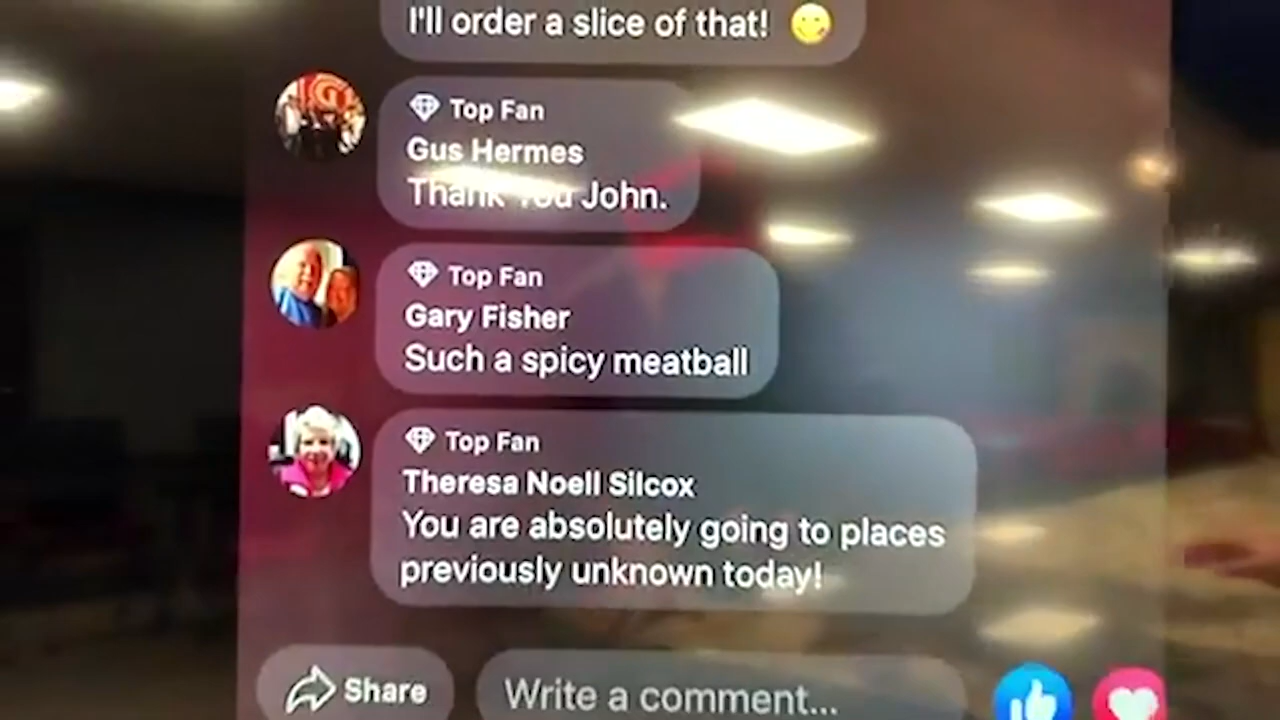 I'll order a slice of that!
Top Fan
Gus Hermes
Thank You John.
Top Fan
Gary Fisher
Such a spicy meatball
Top Fan
Theresa Noell Silcox
You are absolutely going to places
previously unknown today!
Share
Write a comment...